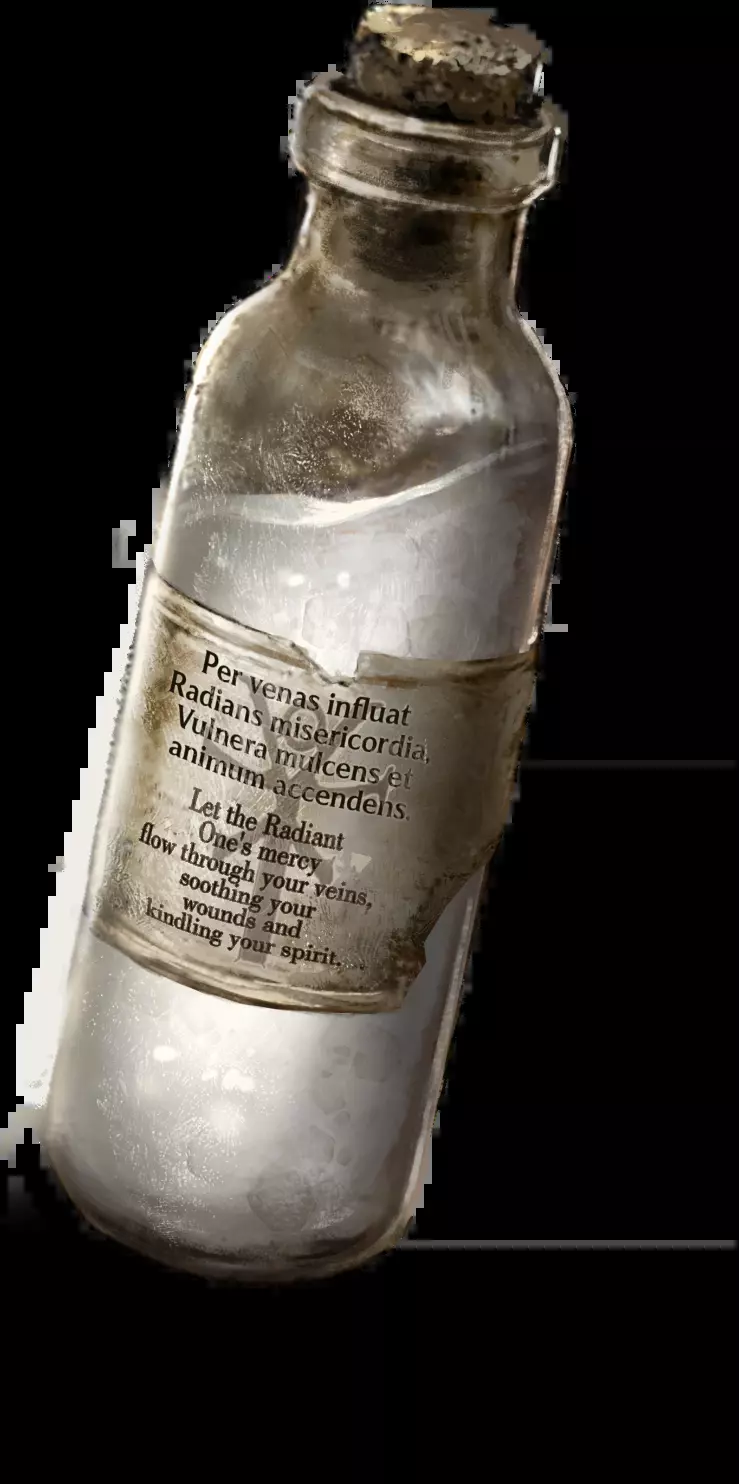 Per venas influat
Radians misericordia,
Vulnera mulcens et
animum accendens.
Let the Radiant
One's mercy
flow through your veins,
soothing your
wounds and
kindling your spirit...